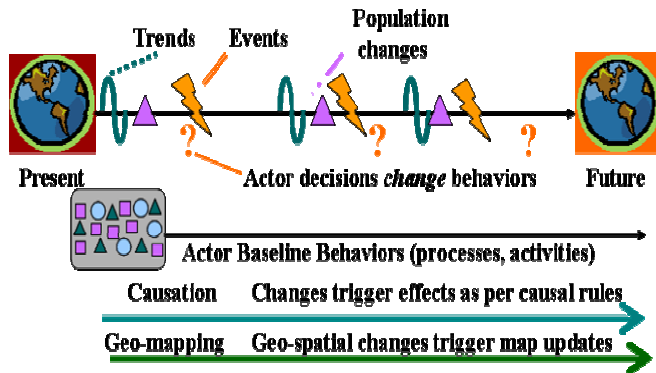 Trends
Events
Population
changes
?
?
?
Present
Actor decisions change behaviors
Future
Actor Baseline Behaviors (processes, activities)
Causation
Changes trigger effects as per causal rules
Geo-mapping
Geo-spatial changes trigger map updates